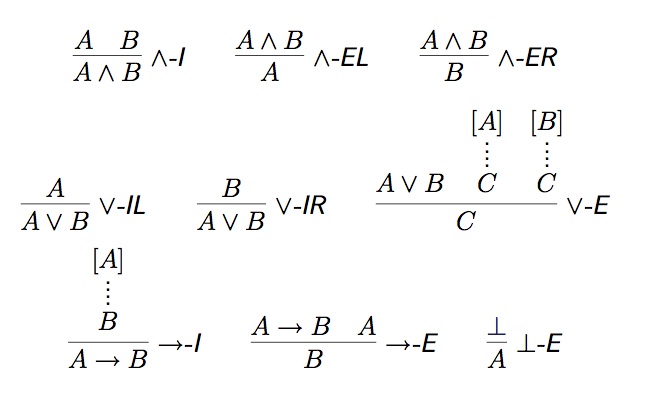 A B A ∧ B A ∧ B
∧-I ∧-EL ∧-ER
A ∧ B A B
[A] [B]
⋮ ⋮
A B A ∨ B C C
∨-IL ∨-IR ∨-E
A ∨ B A ∨ B C
[A]
⋮
B A → B A ⊥
→-I →-E ⊥-E
A → B B A